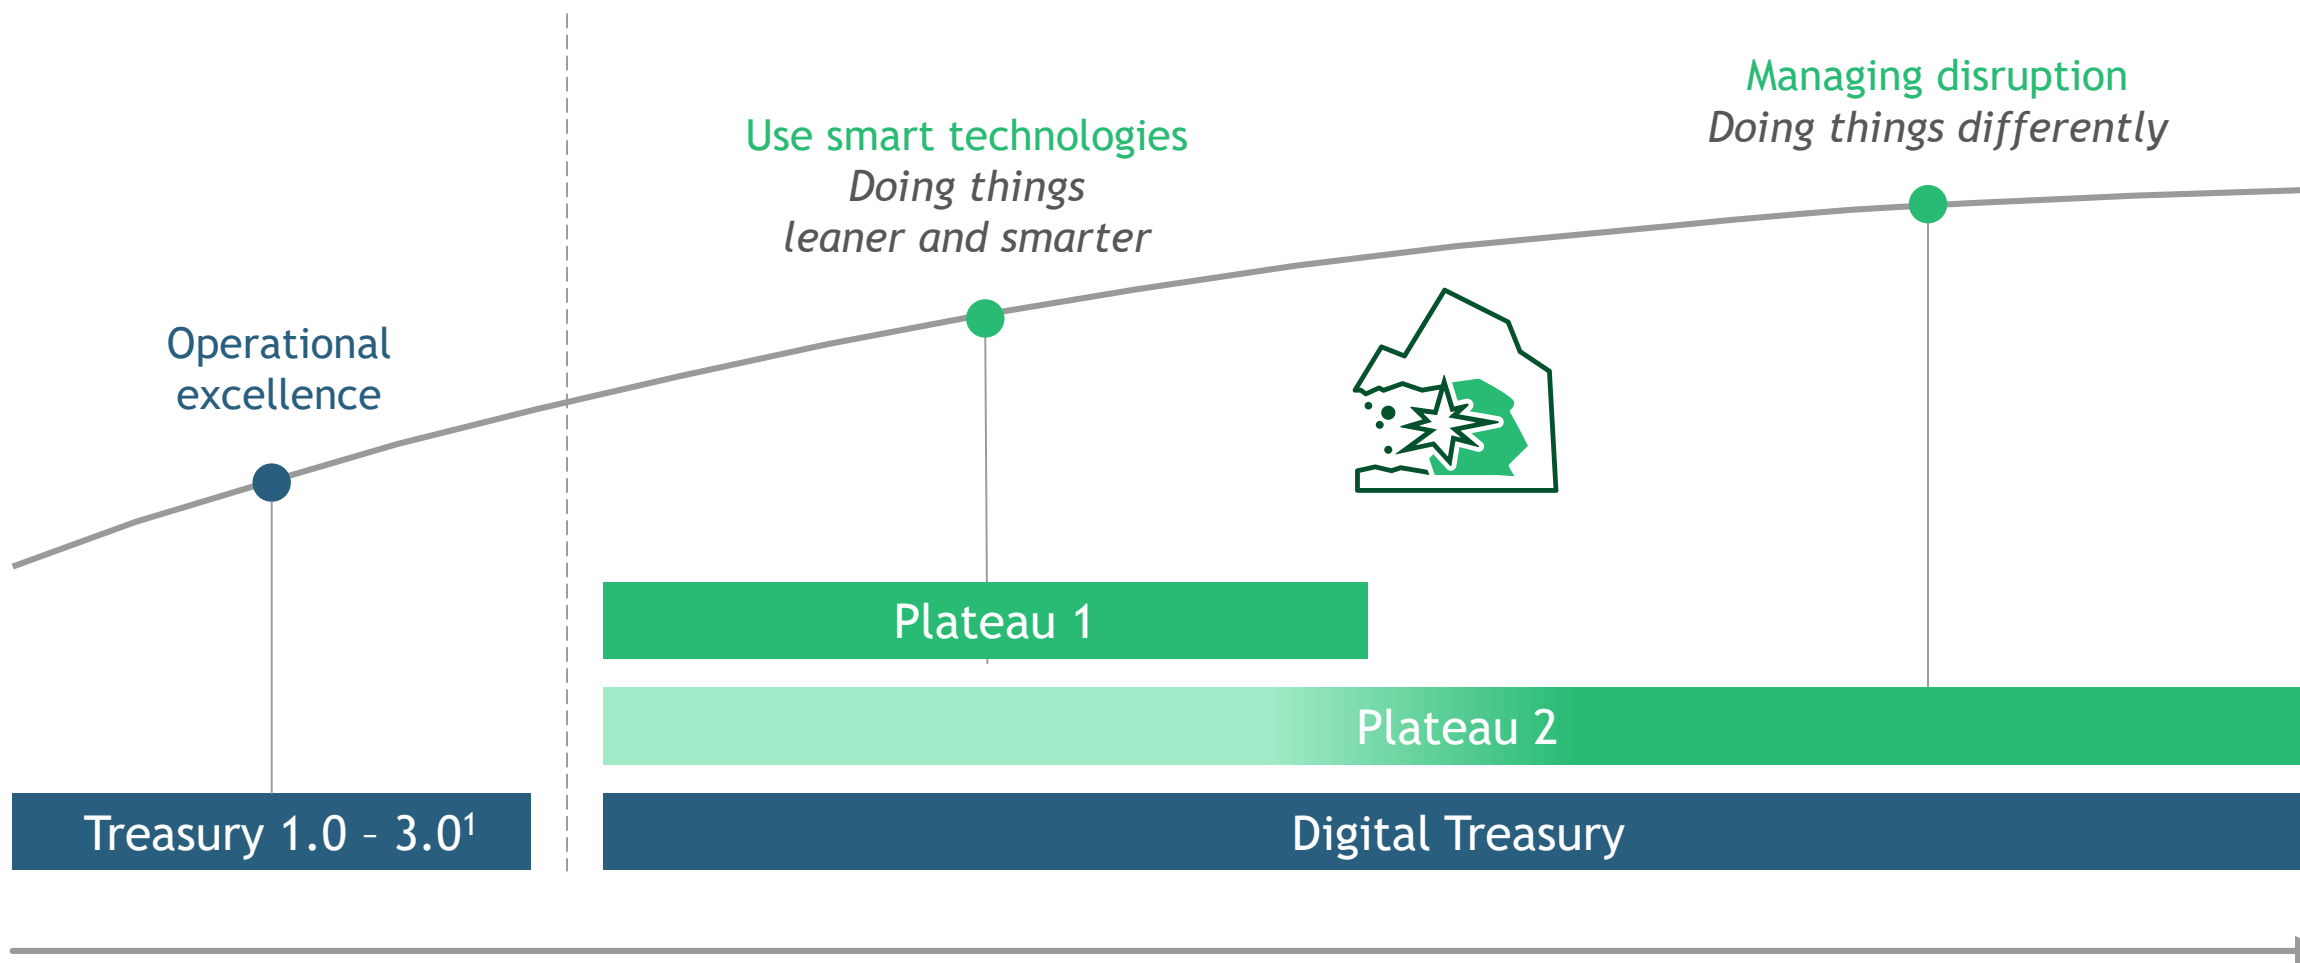 Managing disruption
Doing things differently
Use smart technologies
Doing things
leaner and smarter
Operational
excellence
Plateau 1
Plateau 2
Treasury 1.0 – 3.0¹
Digital Treasury